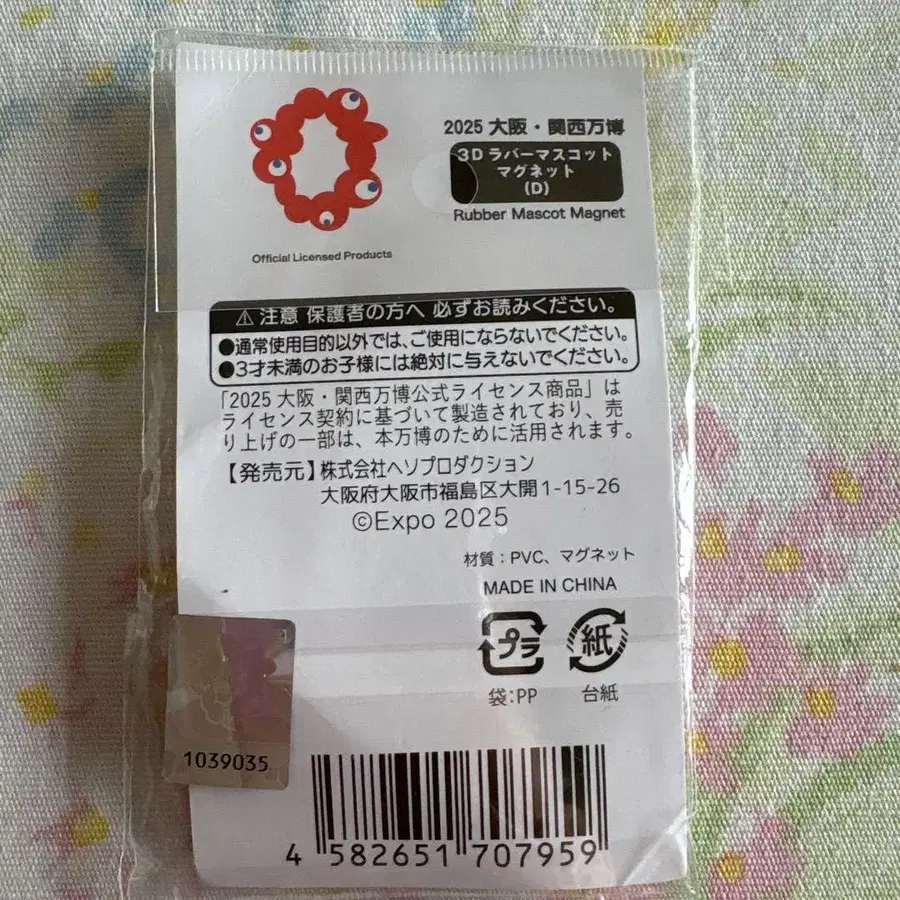 2025 大阪・関西万博
3D ラバーマスコット
マグネット
(D)
Rubber Mascot Magnet
Official Licensed Products
⚠注意 保護者の方へ 必ずお読みください。
●通常使用目的以外では、ご使用にならないでください。
●3才未満のお子様には絶対に与えないでください。
「2025 大阪・関西万博公式ライセンス商品」は
ライセンス契約に基づいて製造されており、売
り上げの一部は、本万博のために活用されます。
【発売元】株式会社ヘソプロダクション
大阪府大阪市福島区大開1-15-26
©Expo 2025
材質：PVC、マグネット
MADE IN CHINA
プラ 紙
袋:PP 台紙
1039035
4 582651 707959